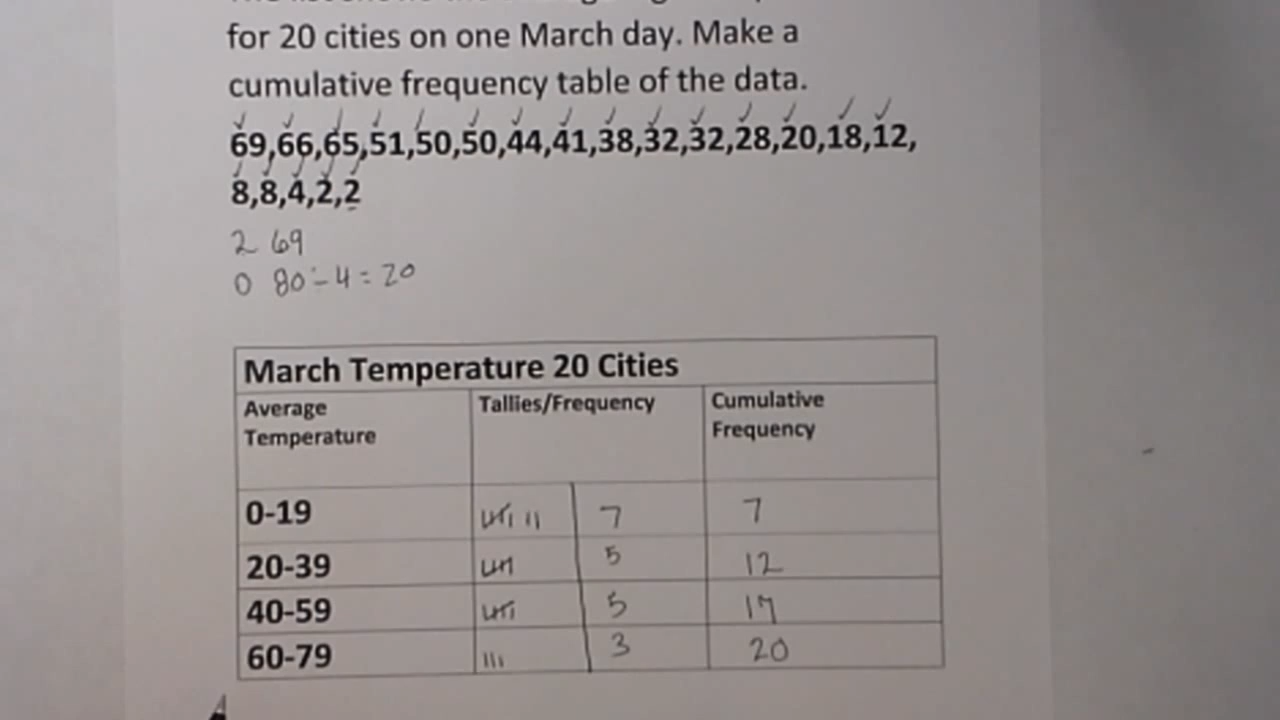 for 20 cities on one March day. Make a
cumulative frequency table of the data.
69,66,65,51,50,50,44,41,38,32,32,28,20,18,12,
8,8,4,2,2
2 69
0 80÷4=20
March Temperature 20 Cities
Average Temperature
Tallies/Frequency
Cumulative Frequency
0-19 7 7
20-39 5 12
40-59 5 17
60-79 III 3 20